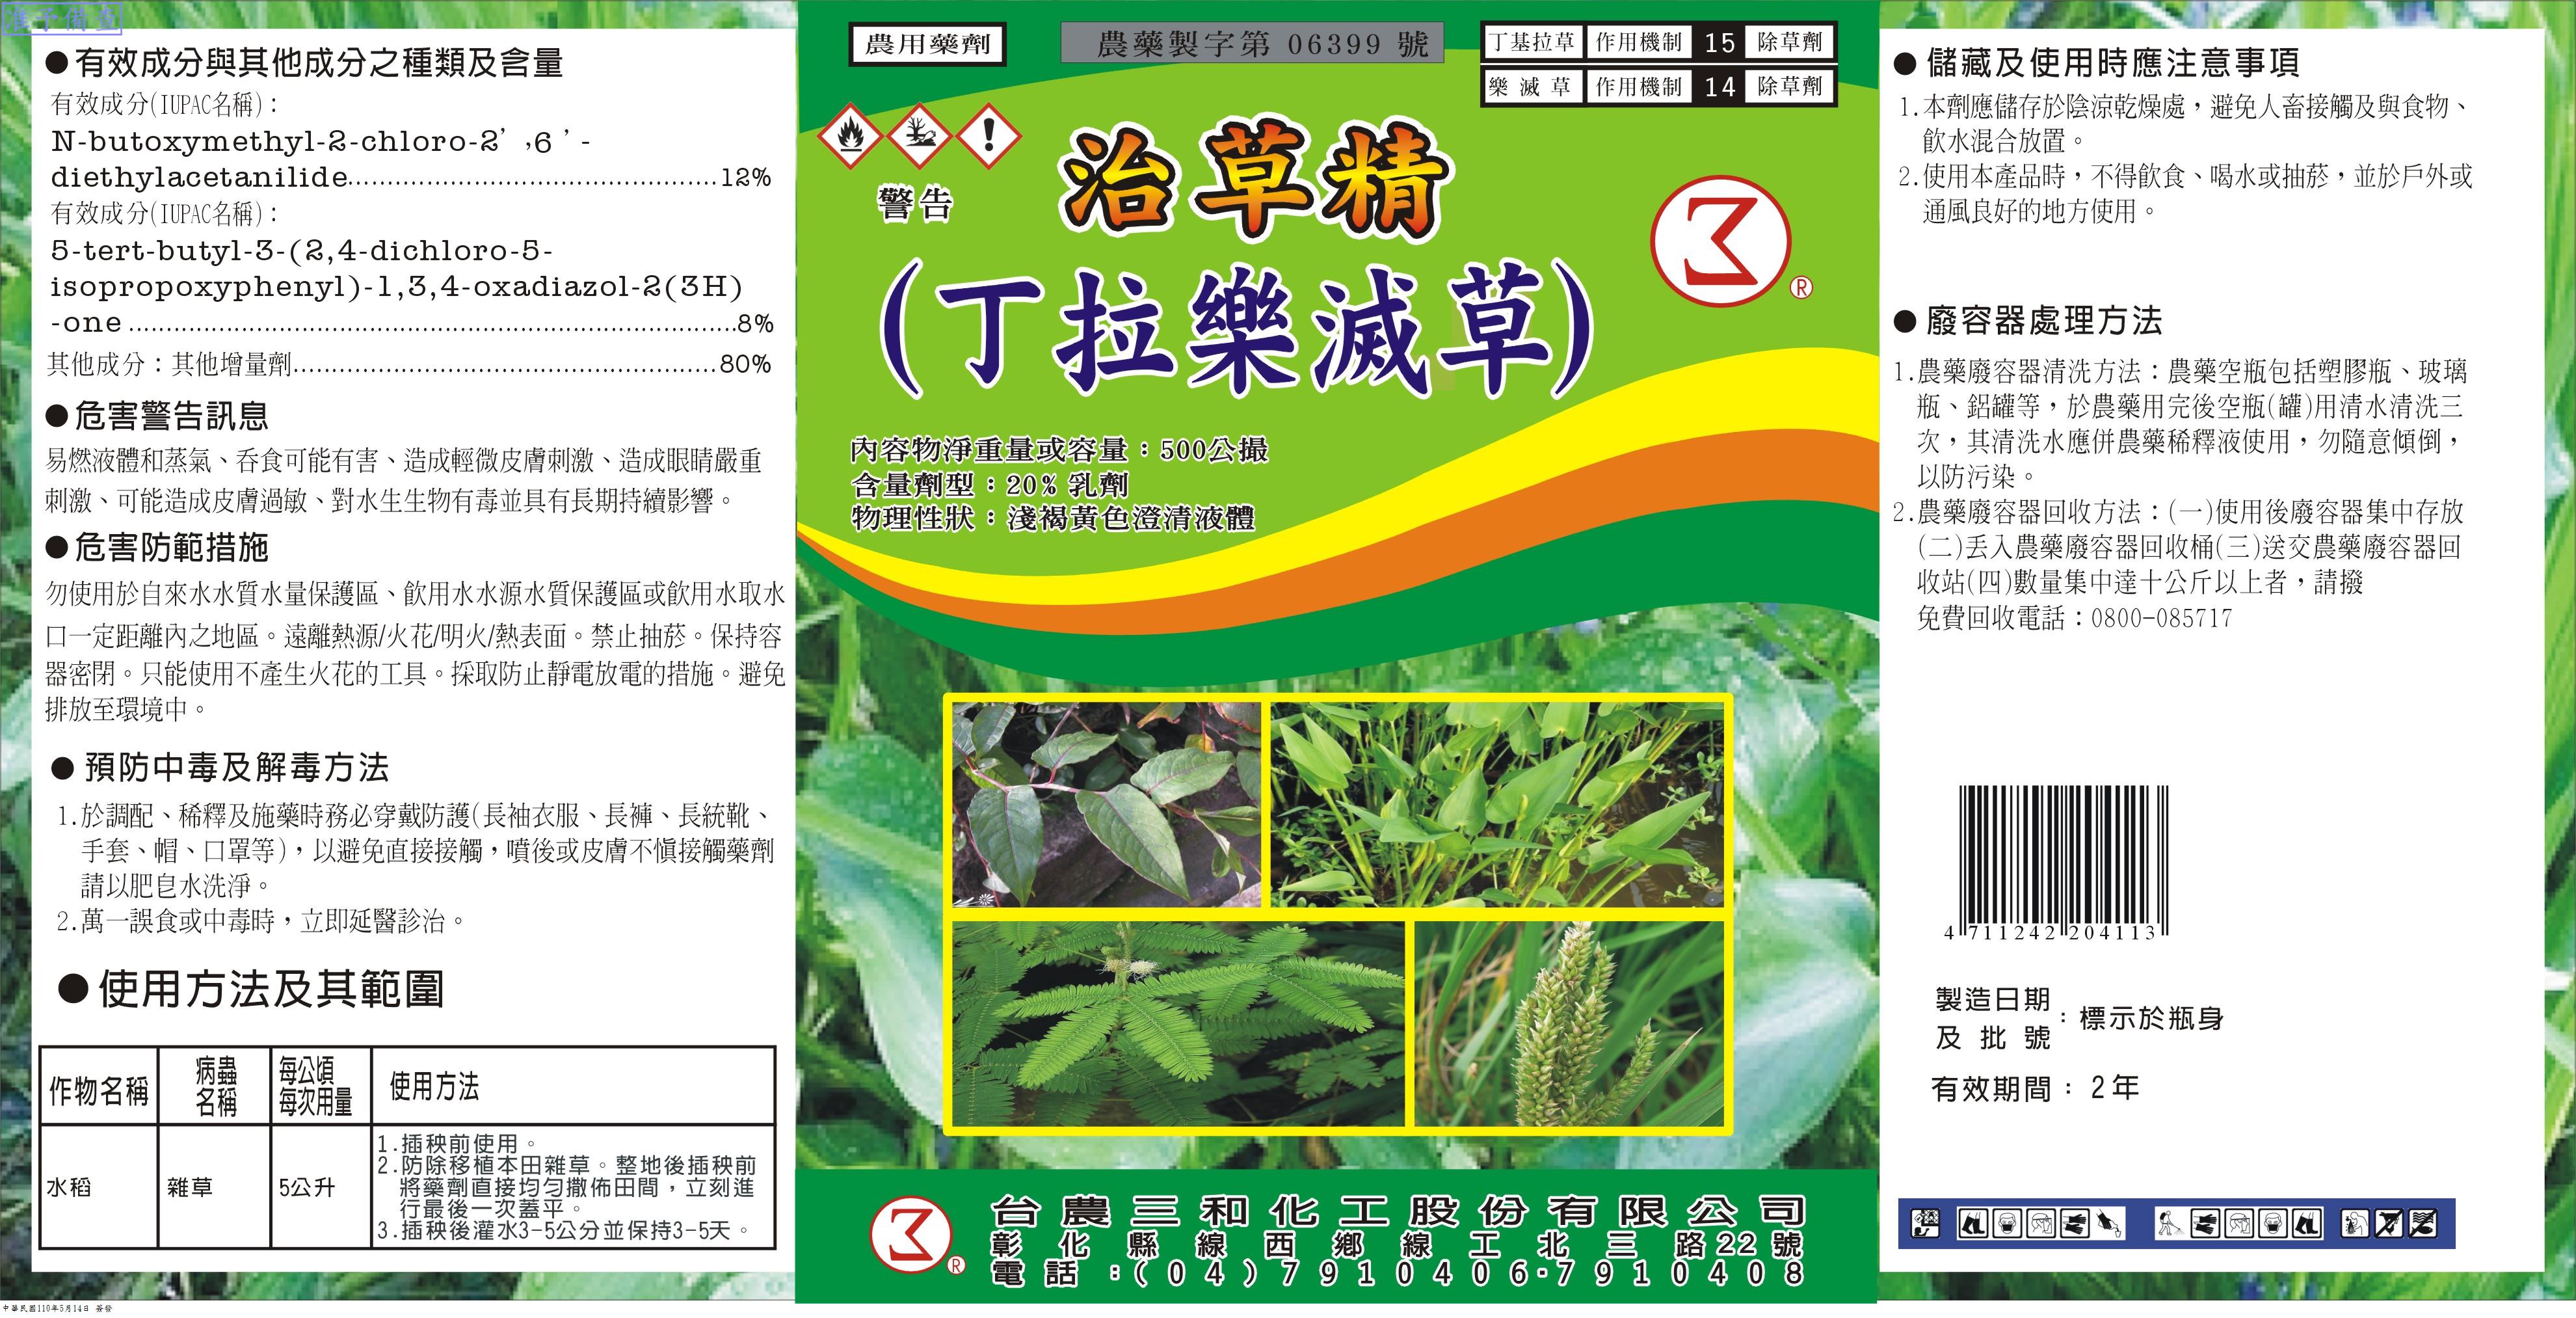 准予備查
●有效成分與其他成分之種類及含量
有效成分(IUPAC名稱)：
N-butoxymethyl-2-chloro-2’,6’-
diethylacetanilide................................................12%
有效成分(IUPAC名稱)：
5-tert-butyl-3-(2,4-dichloro-5-
isopropoxyphenyl)-1,3,4-oxadiazol-2(3H)
-one................................................................................8%
其他成分：其他增量劑.......................................................80%
●危害警告訊息
易燃液體和蒸氣、吞食可能有害、造成輕微皮膚刺激、造成眼睛嚴重
刺激、可能造成皮膚過敏、對水生生物有毒並具有長期持續影響。
●危害防範措施
勿使用於自來水水質水量保護區、飲用水水源水質保護區或飲用水取水
口一定距離內之地區。遠離熱源/火花/明火/熱表面。禁止抽菸。保持容
器密閉。只能使用不產生火花的工具。採取防止靜電放電的措施。避免
排放至環境中。
●預防中毒及解毒方法
1.於調配、稀釋及施藥時務必穿戴防護(長袖衣服、長褲、長統靴、
手套、帽、口罩等)，以避免直接接觸，噴後或皮膚不慎接觸藥劑
請以肥皂水洗淨。
2.萬一誤食或中毒時，立即延醫診治。
●使用方法及其範圍
作物名稱 病蟲名稱 每公頃每次用量 使用方法
水稻 雜草 5公升
1.插秧前使用。
2.防除移植本田雜草。整地後插秧前
將藥劑直接均勻撒佈田間，立刻進
行最後一次蓋平。
3.插秧後灌水3-5公分並保持3-5天。
中華民國110年5月14日 簽發
農用藥劑
農藥製字第 06399 號
丁基拉草 作用機制 15 除草劑
樂滅草 作用機制 14 除草劑
警告
治草精
(丁拉樂滅草)
Σ
®
內容物淨重量或容量：500公撮
含量劑型：20% 乳劑
物理性狀：淺褐黃色澄清液體
Σ
®
台農三和化工股份有限公司
彰化縣線西鄉線工北三路22號
電話：(04)7910406·7910408
●儲藏及使用時應注意事項
1.本劑應儲存於陰涼乾燥處，避免人畜接觸及與食物、
飲水混合放置。
2.使用本產品時，不得飲食、喝水或抽菸，並於戶外或
通風良好的地方使用。
●廢容器處理方法
1.農藥廢容器清洗方法：農藥空瓶包括塑膠瓶、玻璃
瓶、鋁罐等，於農藥用完後空瓶(罐)用清水清洗三
次，其清洗水應併農藥稀釋液使用，勿隨意傾倒，
以防污染。
2.農藥廢容器回收方法：(一)使用後廢容器集中存放
(二)丟入農藥廢容器回收桶(三)送交農藥廢容器回
收站(四)數量集中達十公斤以上者，請撥
免費回收電話：0800-085717
4 711242 204113
製造日期
及批號：標示於瓶身
有效期間：2年